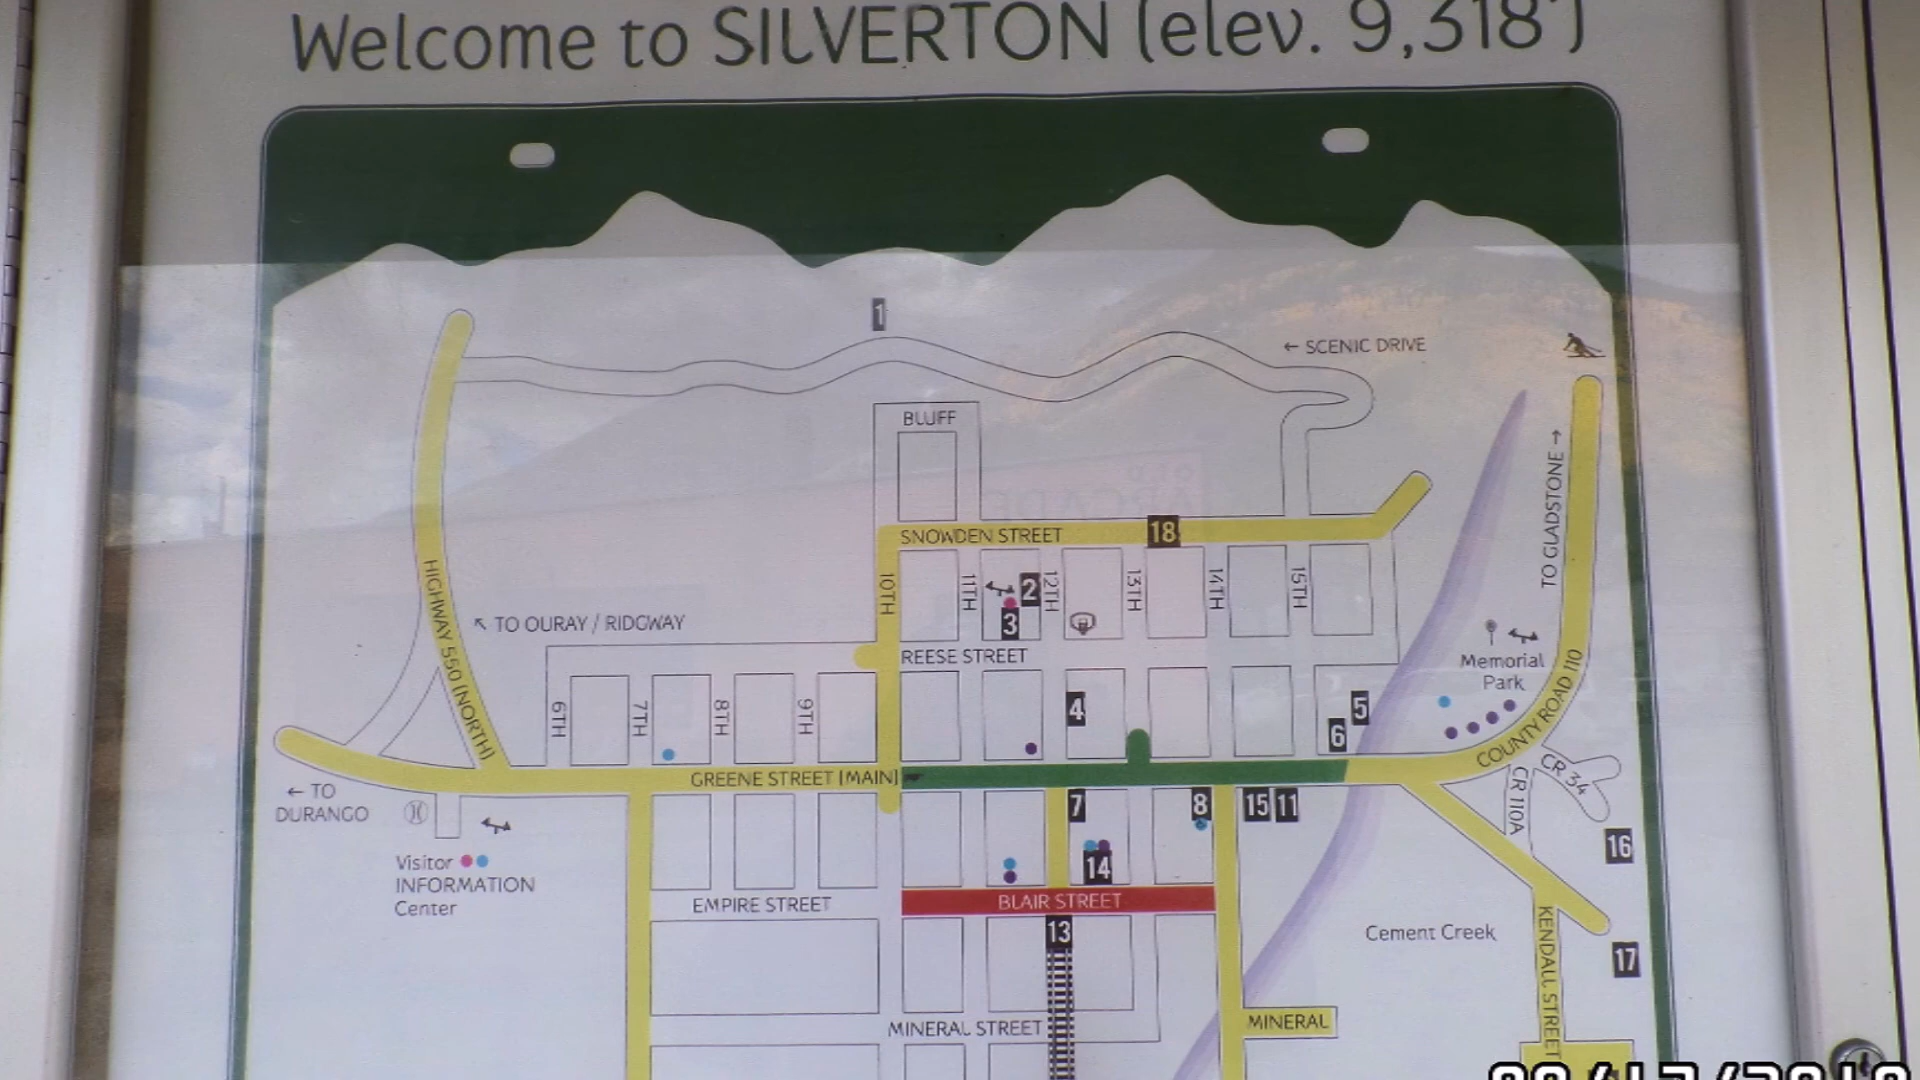 Welcome to SILVERTON (elev. 9,318')
1
← SCENIC DRIVE
BLUFF
TO GLADSTONE →
SNOWDEN STREET
18
HIGHWAY 550 (NORTH)
↖ TO OURAY / RIDGWAY
10TH
11TH
2
3
12TH
13TH
14TH
15TH
REESE STREET
Memorial
Park
COUNTY ROAD 110
6TH
7TH
8TH
9TH
4
5
6
GREENE STREET [MAIN]
← TO
DURANGO
CR 34
CR 110A
7
8
15
11
16
14
Visitor
INFORMATION
Center
EMPIRE STREET
BLAIR STREET
13
Cement Creek
KENDALL STREET
17
MINERAL STREET
MINERAL